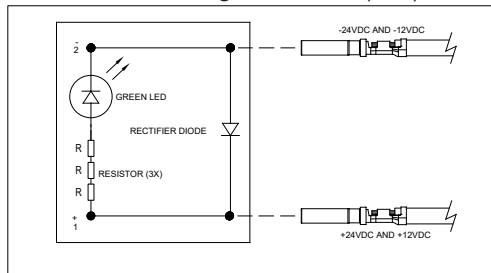 -24VDC AND -12VDC
-
2
GREEN LED
RECTIFIER DIODE
R
R
RESISTOR (3X)
R
+
1
+24VDC AND +12VDC